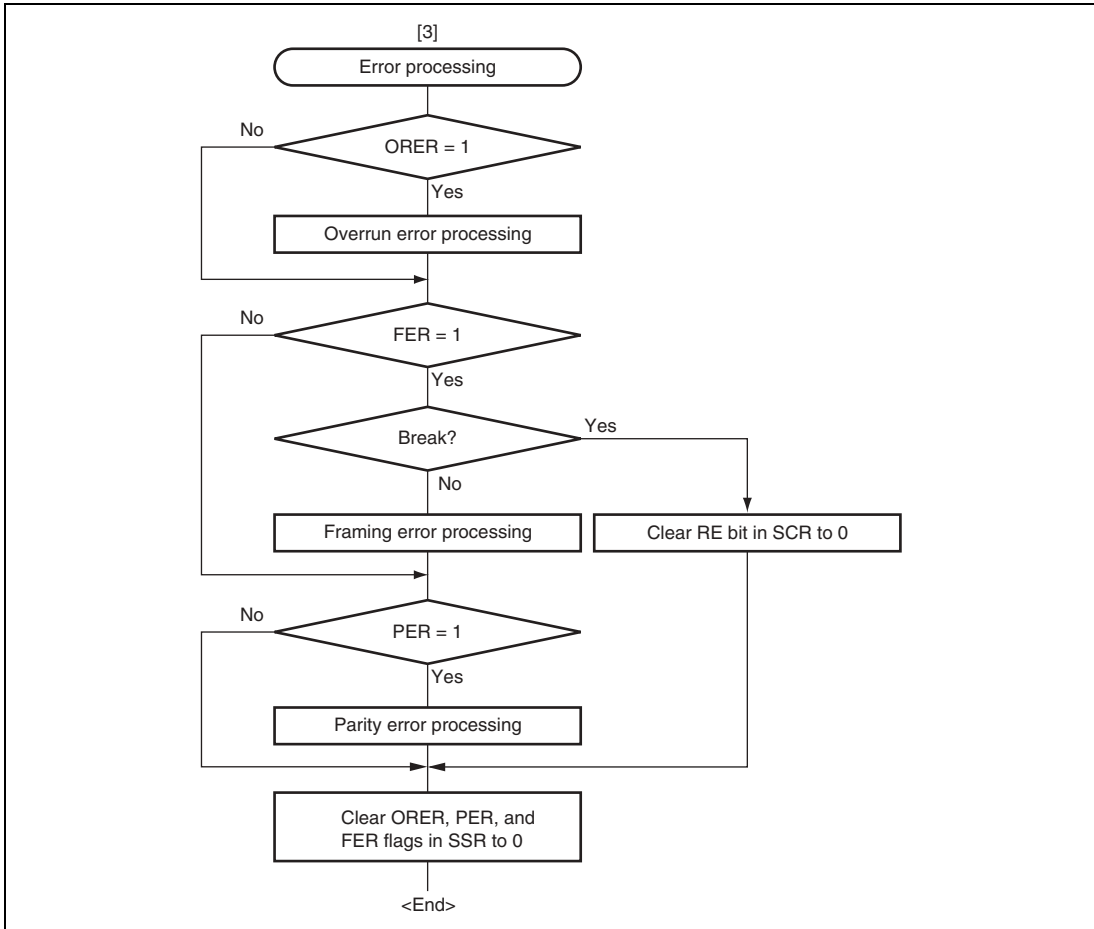 [3]
Error processing
No
ORER = 1
Yes
Overrun error processing
No
FER = 1
Yes
Break?
Yes
No
Framing error processing
Clear RE bit in SCR to 0
No
PER = 1
Yes
Parity error processing
Clear ORER, PER, and
FER flags in SSR to 0
<End>